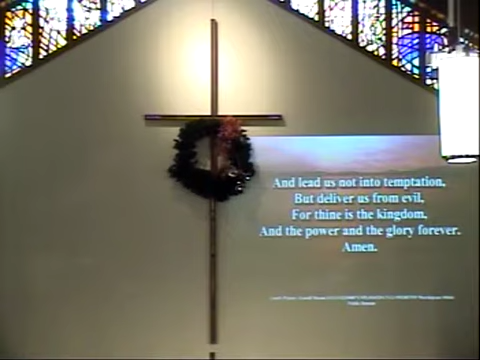 And lead us not into temptation,
But deliver us from evil,
For thine is the kingdom,
And the power and the glory forever.
Amen.